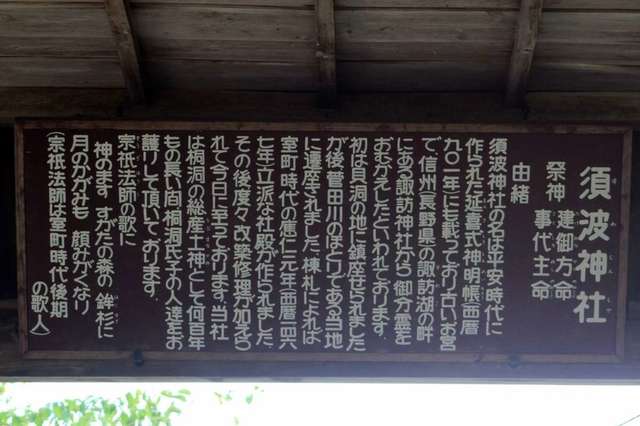 須波神社
祭神 建御方命
事代主命
由緒
須波神社の名は平安時代に
作られた延喜式神明帳(西暦
九〇一年)にも載っており古いお宮
で信州(長野県)の諏訪湖の畔
にある諏訪神社から御分霊を
おむかえしたといわれております.
初は貝洞の地に鎮座せられました
が後菅田川のほとりである当地
に遷座されました.棟札によれば
室町時代の應仁元年(西暦一四六
七年)立派な社殿が作られました.
その後度々改築修理が加えら
れて今日に至っております.当社
は桐洞の総産土神として何百年
もの長い間桐洞氏子の人達をお
護りして頂いております.
宗祇法師の歌に
神のます すがたの森の 鉾杉に
月のかがみも 顔みがくなり
(宗祇法師は室町時代後期
の歌人)